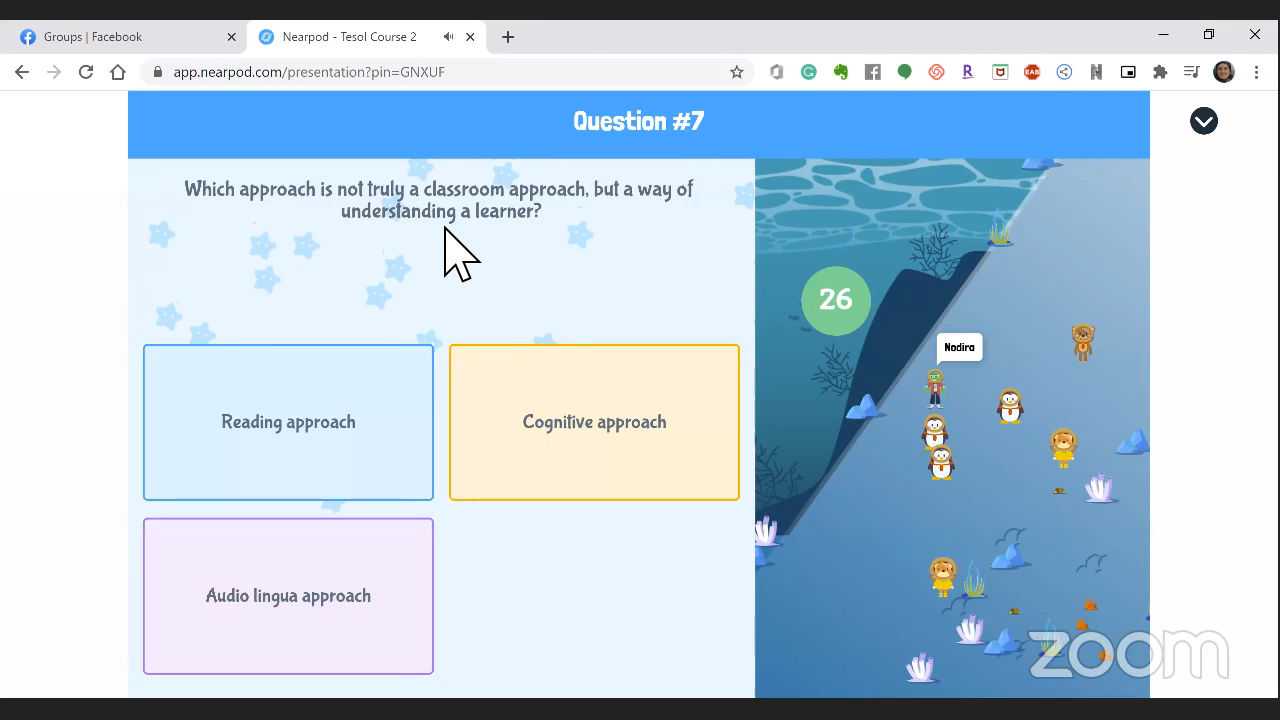 Groups | Facebook
Nearpod - Tesol Course 2
app.nearpod.com/presentation?pin=GNXUF
Question #7
Which approach is not truly a classroom approach, but a way of
understanding a learner?
26
Nodira
Reading approach
Cognitive approach
Audio lingua approach
zoom